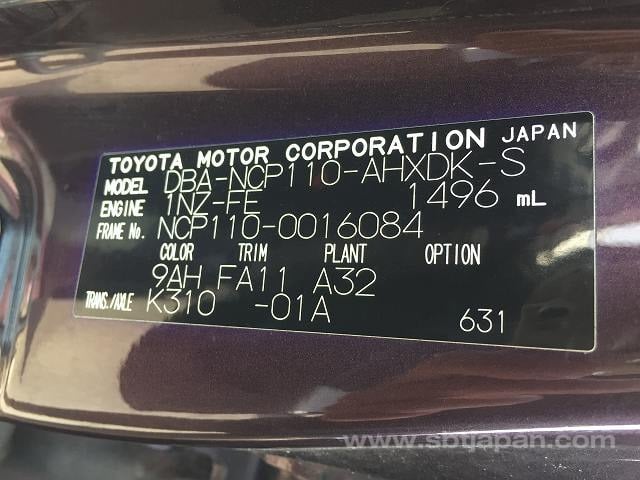 TOYOTA MOTOR CORPORATION JAPAN
MODEL DBA-NCP110-AHXDK-S
ENGINE 1NZ-FE 1496 mL
FRAME No. NCP110-0016084
COLOR TRIM PLANT OPTION
9AH FA11 A32
TRANS./AXLE K310 -01A
631
www.sbtjapan.com